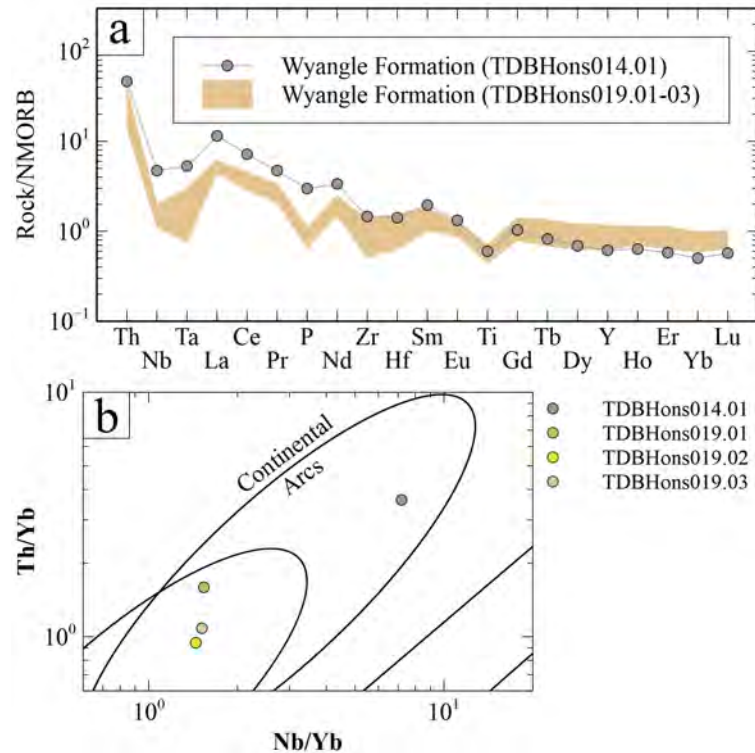 a
10²
10¹
10⁰
10⁻¹
Rock/NMORB
Wyangle Formation (TDBHons014.01)
Wyangle Formation (TDBHons019.01-03)
Th La Ce P Zr Sm Ti Tb Y Er Lu
Nb Ta Pr Nd Hf Eu Gd Dy Ho Yb
b
10¹
10⁰
Th/Yb
Continental
Arcs
10⁰ 10¹
Nb/Yb
TDBHons014.01
TDBHons019.01
TDBHons019.02
TDBHons019.03